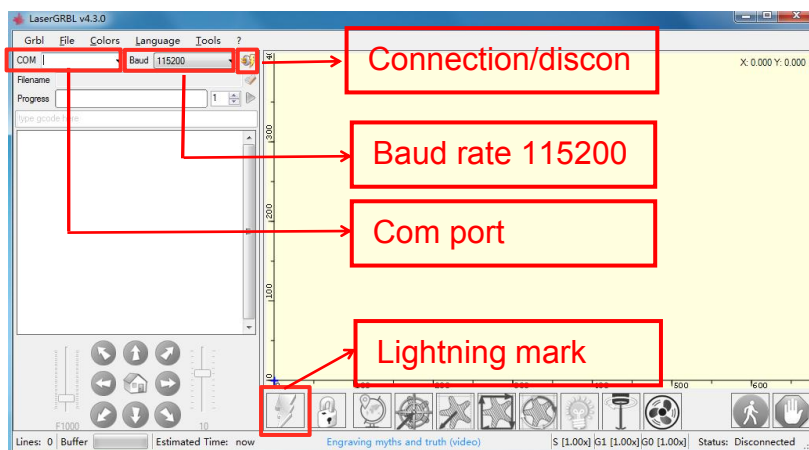 LaserGRBL v4.3.0
Grbl File Colors Language Tools ?
COM Baud 115200
Connection/discon
X: 0.000 Y: 0.000
Filename
Progress 1
type gcode here
Baud rate 115200
300
200
Com port
100
Lightning mark
0
500 600
F1000 10
Lines: 0 Buffer Estimated Time: now Engraving myths and truth (video) S [1.00x] G1 [1.00x] G0 [1.00x] Status: Disconnected